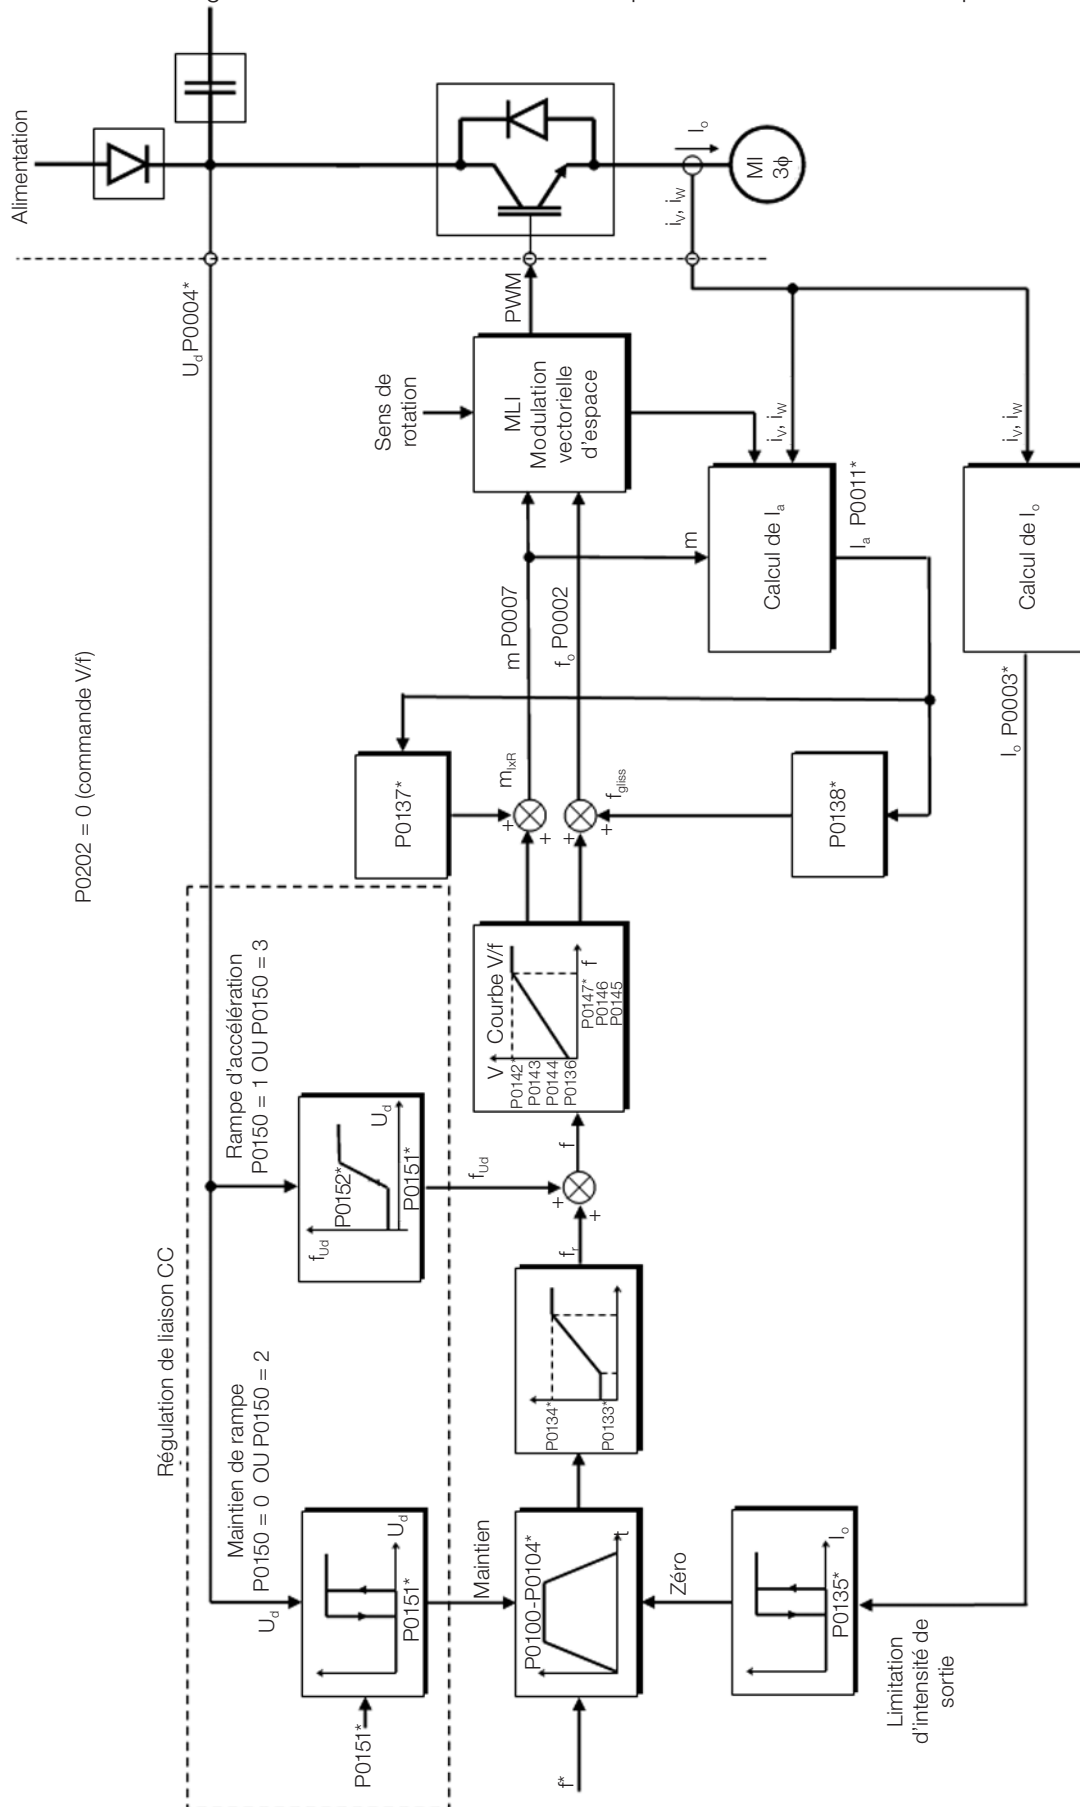 P0202 = 0 (commande V/f)
Régulation de liaison CC
Maintien de rampe
P0150 = 0 OU P0150 = 2
Rampe d'accélération
P0150 = 1 OU P0150 = 3
U_d P0004*
Alimentation
P0151*
U_d
U_d
P0151*
f_Ud
P0152*
U_d
P0151*
Maintien
f_Ud
P0137*
m_IxR
Sens de
rotation
f*
P0100-P0104*
t
P0134*
P0133*
f_r
+
+
f
V
Courbe V/f
P0142*
P0143
P0144
P0136
f
P0147*
P0146
P0145
+
+
+
+
f_gliss
m P0007
f_o P0002
MLI
Modulation
vectorielle
d'espace
PWM
Zéro
P0138*
m
Calcul de I_a
I_a P0011*
i_V, i_W
i_V, i_W
I_o
MI
3ϕ
Limitation
d'intensité de
sortie
P0135*
I_o
I_o P0003*
Calcul de I_o
i_V, i_W